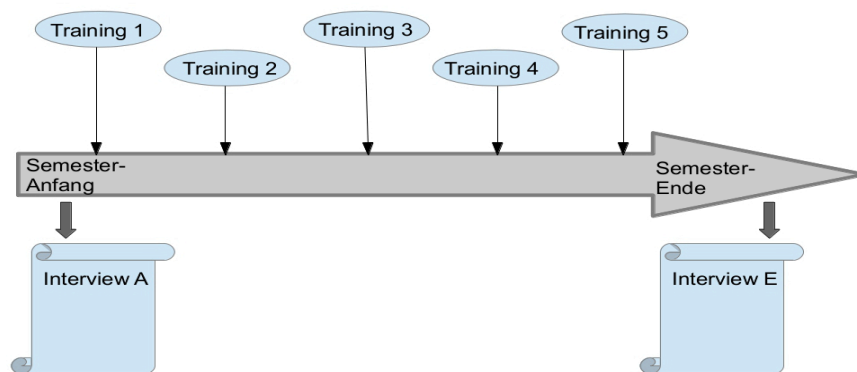 Training 1
Training 2
Training 3
Training 4
Training 5
Semester-
Anfang
Semester-
Ende
Interview A
Interview E